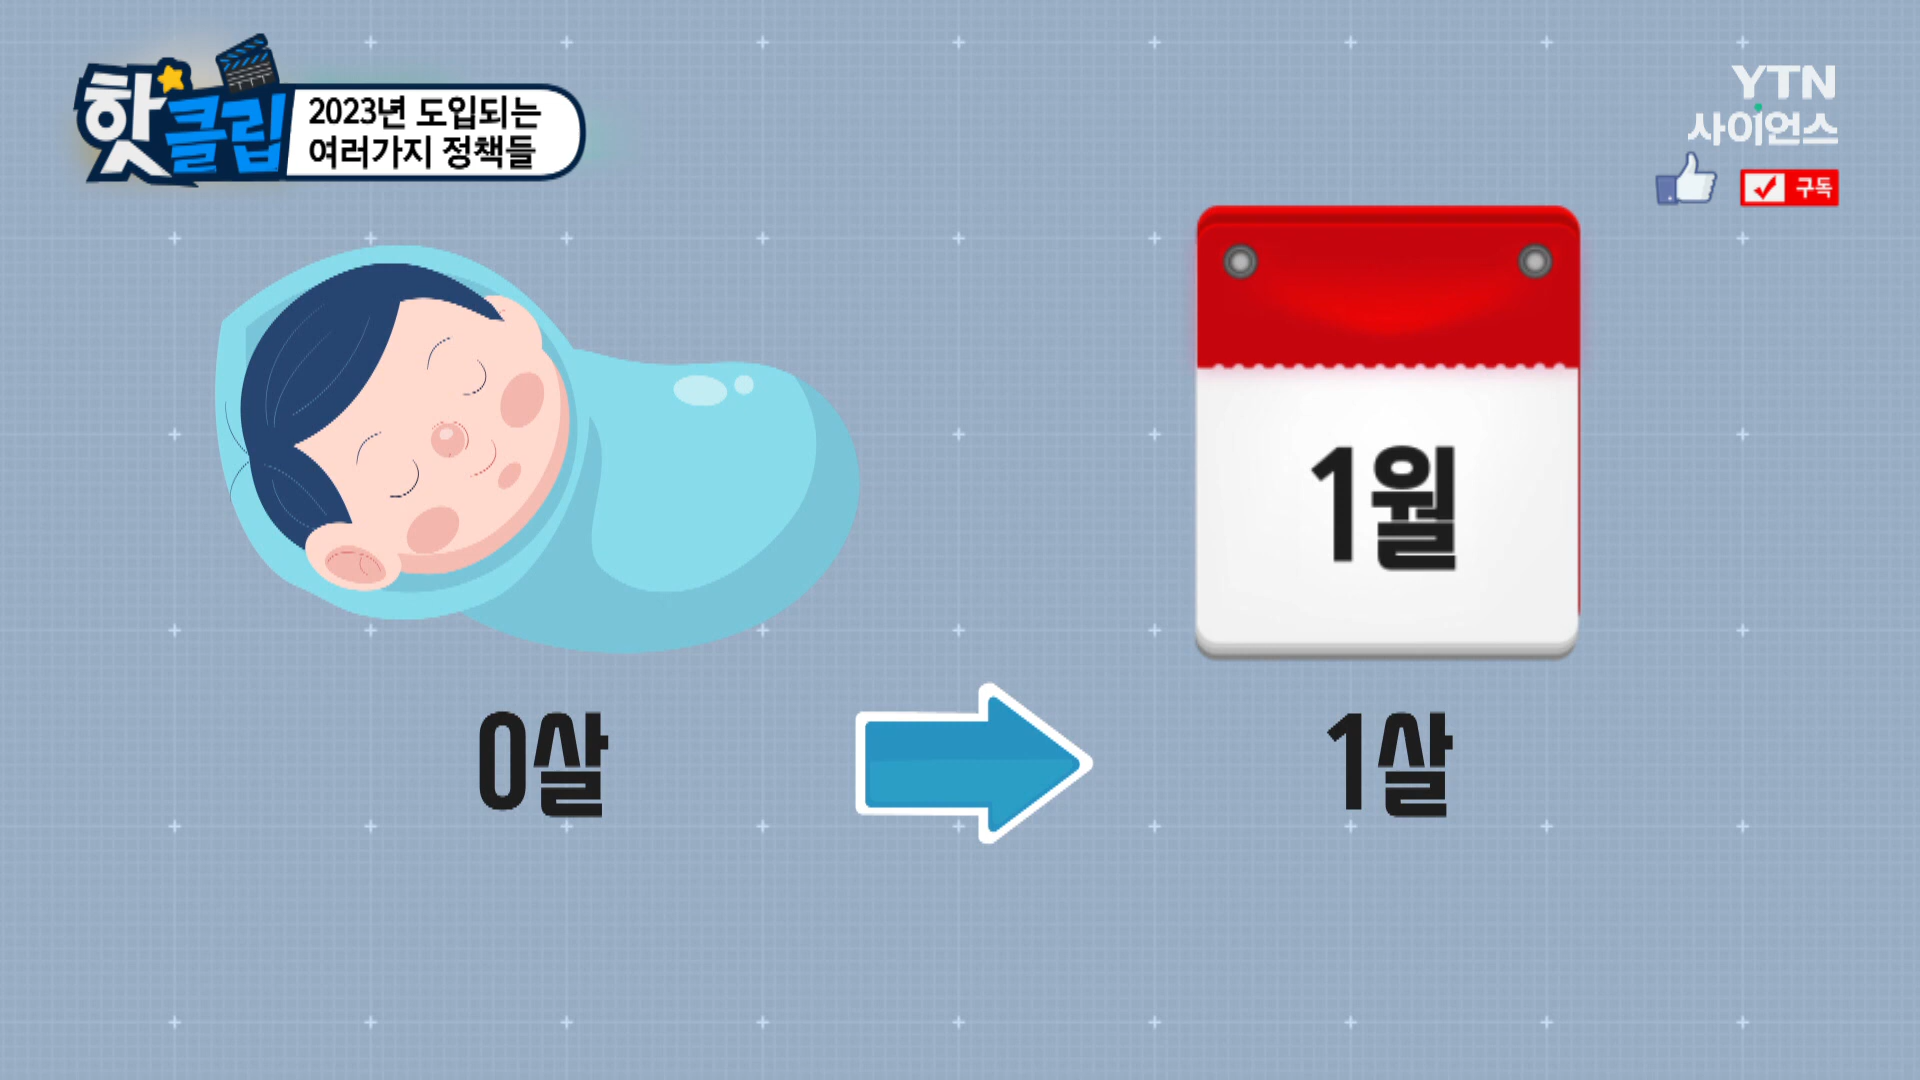 핫클립
2023년 도입되는
여러가지 정책들
YTN
사이언스
구독
1월
0살
1살